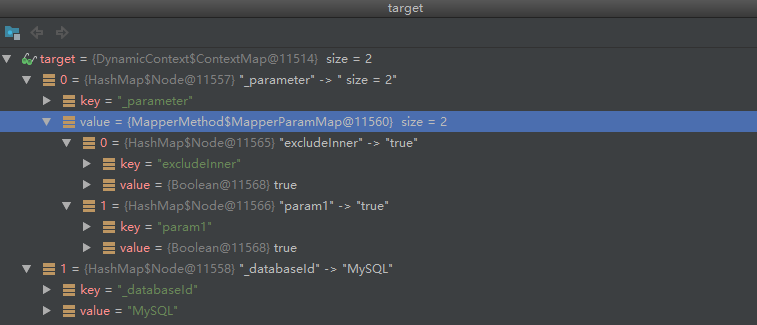 target
target = {DynamicContext$ContextMap@11514} size = 2
0 = {HashMap$Node@11557} "_parameter" -> " size = 2"
key = "_parameter"
value = {MapperMethod$MapperParamMap@11560} size = 2
0 = {HashMap$Node@11565} "excludeInner" -> "true"
key = "excludeInner"
value = {Boolean@11568} true
1 = {HashMap$Node@11566} "param1" -> "true"
key = "param1"
value = {Boolean@11568} true
1 = {HashMap$Node@11558} "_databaseId" -> "MySQL"
key = "_databaseId"
value = "MySQL"